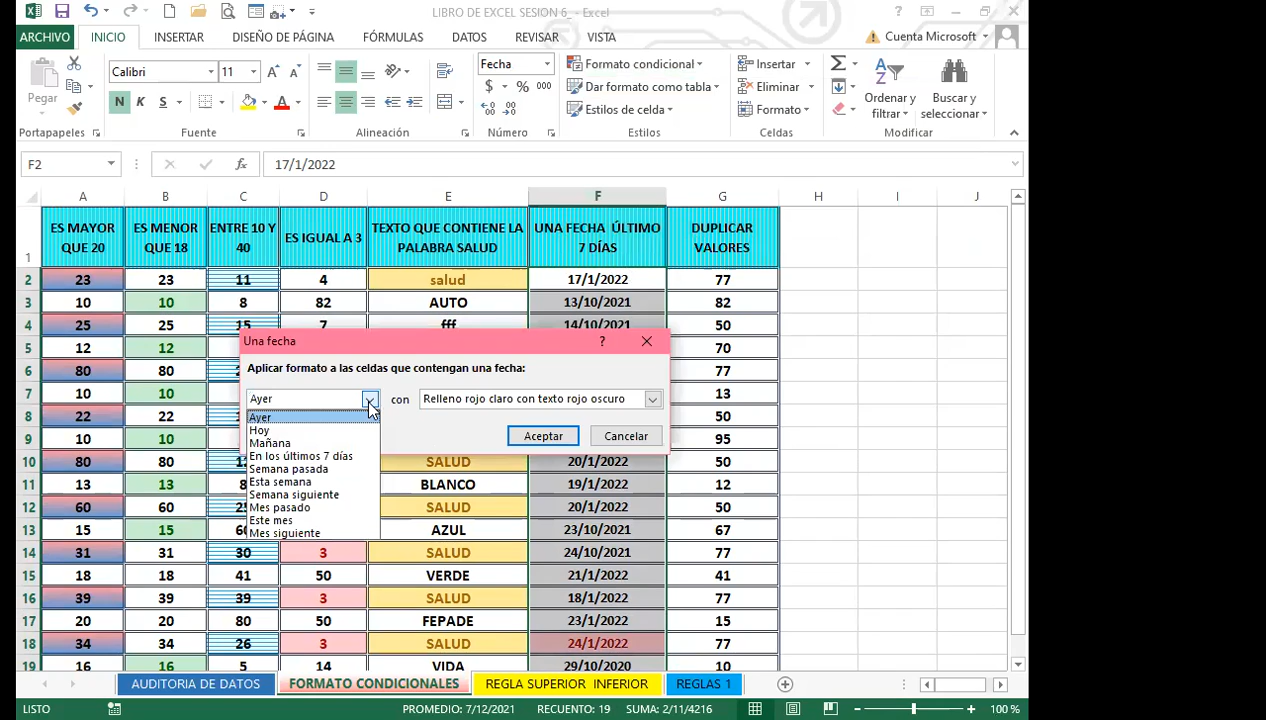 LIBRO DE EXCEL SESION 6_ - Excel
ARCHIVO INICIO INSERTAR DISEÑO DE PÁGINA FÓRMULAS DATOS REVISAR VISTA Cuenta Microsoft
Pegar
Calibri 11
N K S
Fecha
$ % 000
Formato condicional
Dar formato como tabla
Estilos de celda
Insertar
Eliminar
Formato
Ordenar y filtrar
Buscar y seleccionar
Portapapeles Fuente Alineación Número Estilos Celdas Modificar
F2 fx 17/1/2022
A B C D E F G H I J
1 ES MAYOR QUE 20 ES MENOR QUE 18 ENTRE 10 Y 40 ES IGUAL A 3 TEXTO QUE CONTIENE LA PALABRA SALUD UNA FECHA ÚLTIMO 7 DÍAS DUPLICAR VALORES
2 23 23 11 4 salud 17/1/2022 77
3 10 10 8 82 AUTO 13/10/2021 82
4 25 25 15 7 fff 14/10/2021 50
5 12 12 70
6 80 80 77
7 10 10 13
8 22 22 50
9 10 10 95
10 80 80 SALUD 20/1/2022 50
11 13 13 8 BLANCO 19/1/2022 12
12 60 60 SALUD 20/1/2022 50
13 15 15 AZUL 23/10/2021 67
14 31 31 30 3 SALUD 24/10/2021 77
15 18 18 41 50 VERDE 21/1/2022 41
16 39 39 39 3 SALUD 18/1/2022 77
17 20 20 80 50 FEPADE 23/1/2022 15
18 34 34 26 3 SALUD 24/1/2022 77
19 16 16 5 14 VIDA 29/10/2020 10
Una fecha ?
Aplicar formato a las celdas que contengan una fecha:
Ayer con Relleno rojo claro con texto rojo oscuro
Ayer
Hoy
Mañana
En los últimos 7 días
Semana pasada
Esta semana
Semana siguiente
Mes pasado
Este mes
Mes siguiente
Aceptar Cancelar
AUDITORIA DE DATOS FORMATO CONDICIONALES REGLA SUPERIOR INFERIOR REGLAS 1
LISTO PROMEDIO: 7/12/2021 RECUENTO: 19 SUMA: 2/11/4216 100 %